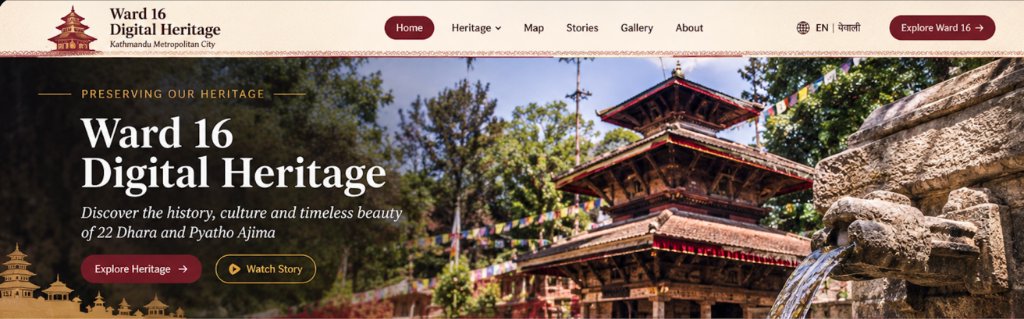 Ward 16
Digital Heritage
Kathmandu Metropolitan City
Home
Heritage
Map
Stories
Gallery
About
EN | नेपाली
Explore Ward 16 →
PRESERVING OUR HERITAGE
Ward 16
Digital Heritage
Discover the history, culture and timeless beauty
of 22 Dhara and Pyatho Ajima
Explore Heritage →
Watch Story